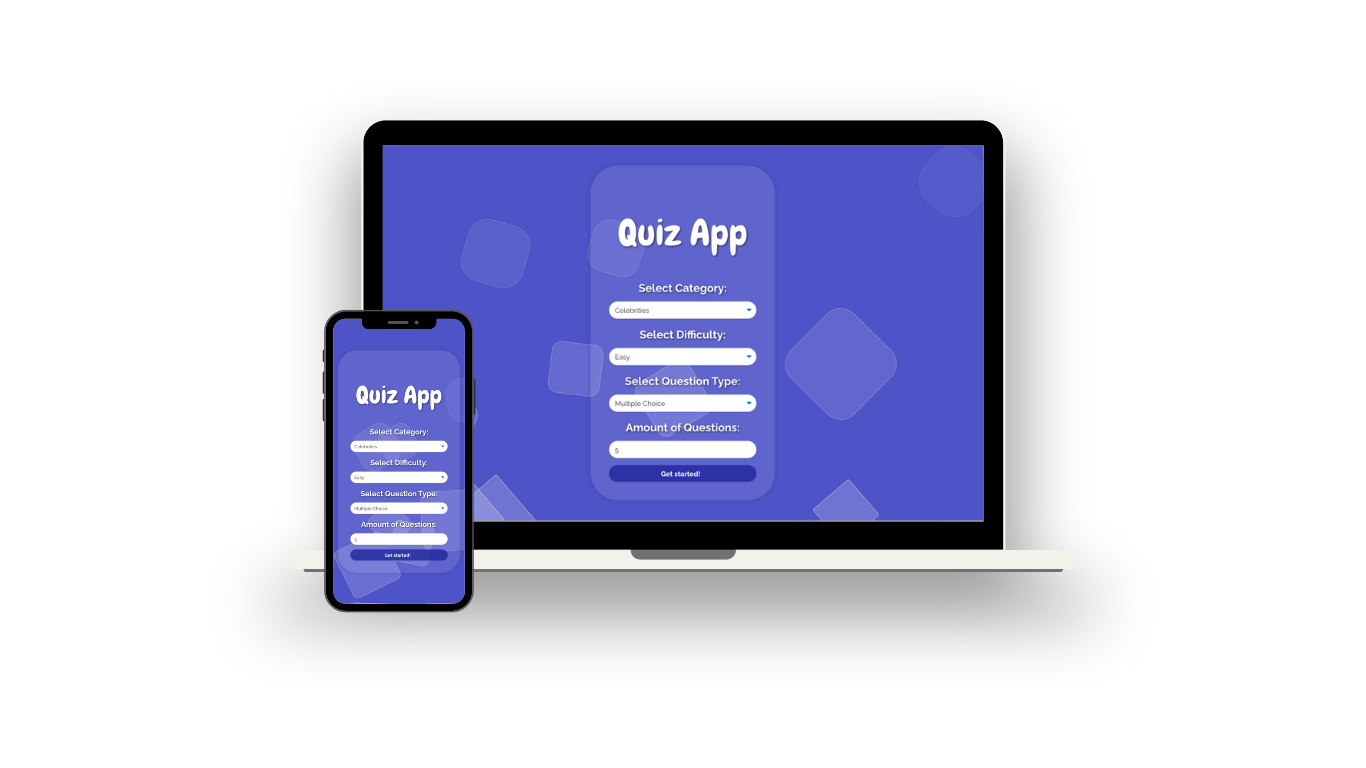 Quiz App
Select Category:
Celebrities
Select Difficulty:
Easy
Select Question Type:
Multiple Choice
Amount of Questions:
5
Get started!
Quiz App
Select Category:
Celebrities
Select Difficulty:
Easy
Select Question Type:
Multiple Choice
Amount of Questions:
5
Get started!